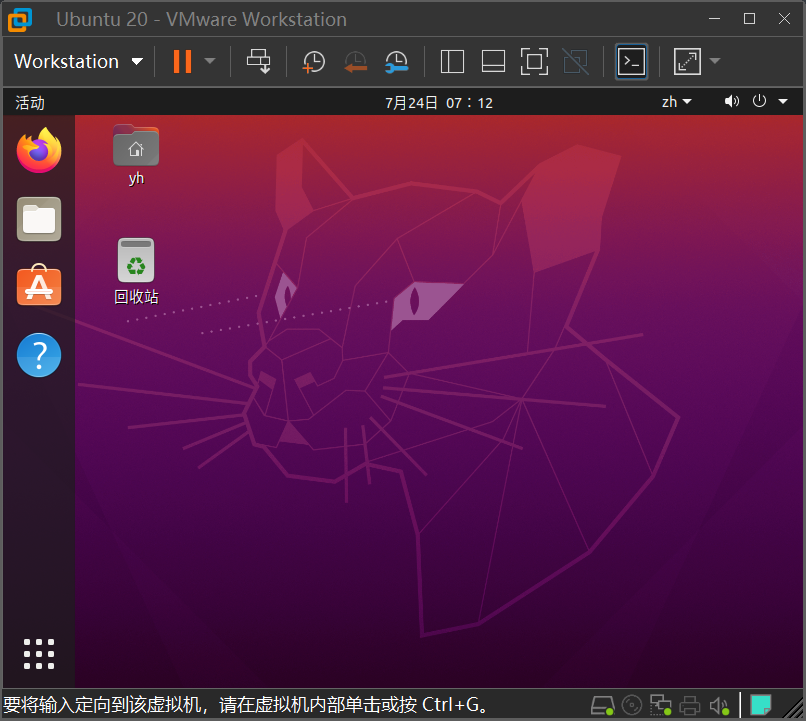 Ubuntu 20 - VMware Workstation
Workstation
活动
7月24日 07：12
zh
yh
回收站
要将输入定向到该虚拟机，请在虚拟机内部单击或按 Ctrl+G。